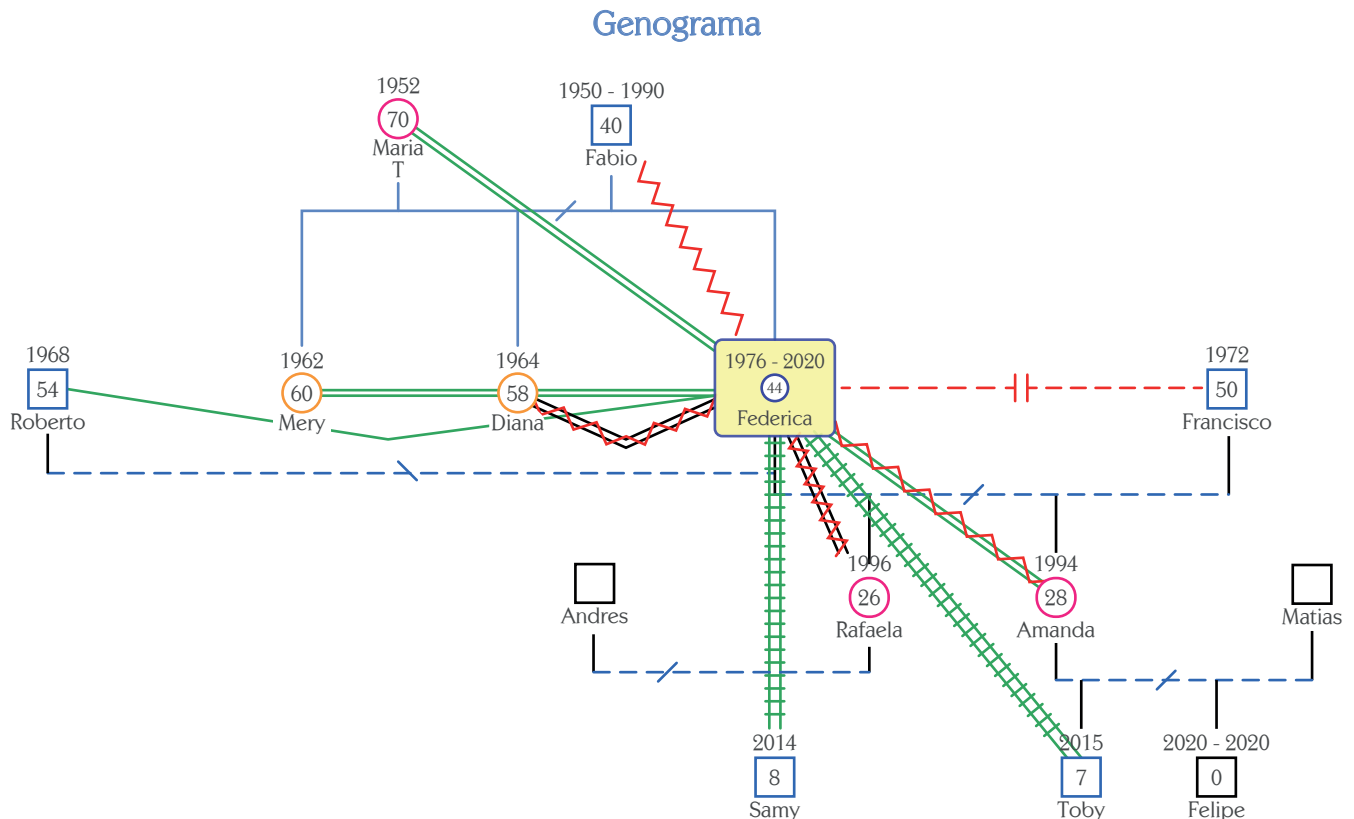 Genograma
1952
70
Maria
T
1950 - 1990
40
Fabio
1968
54
Roberto
1962
60
Mery
1964
58
Diana
1976 - 2020
44
Federica
1972
50
Francisco
Andres
1996
26
Rafaela
1994
28
Amanda
Matias
2014
8
Samy
2015
7
Toby
2020 - 2020
0
Felipe